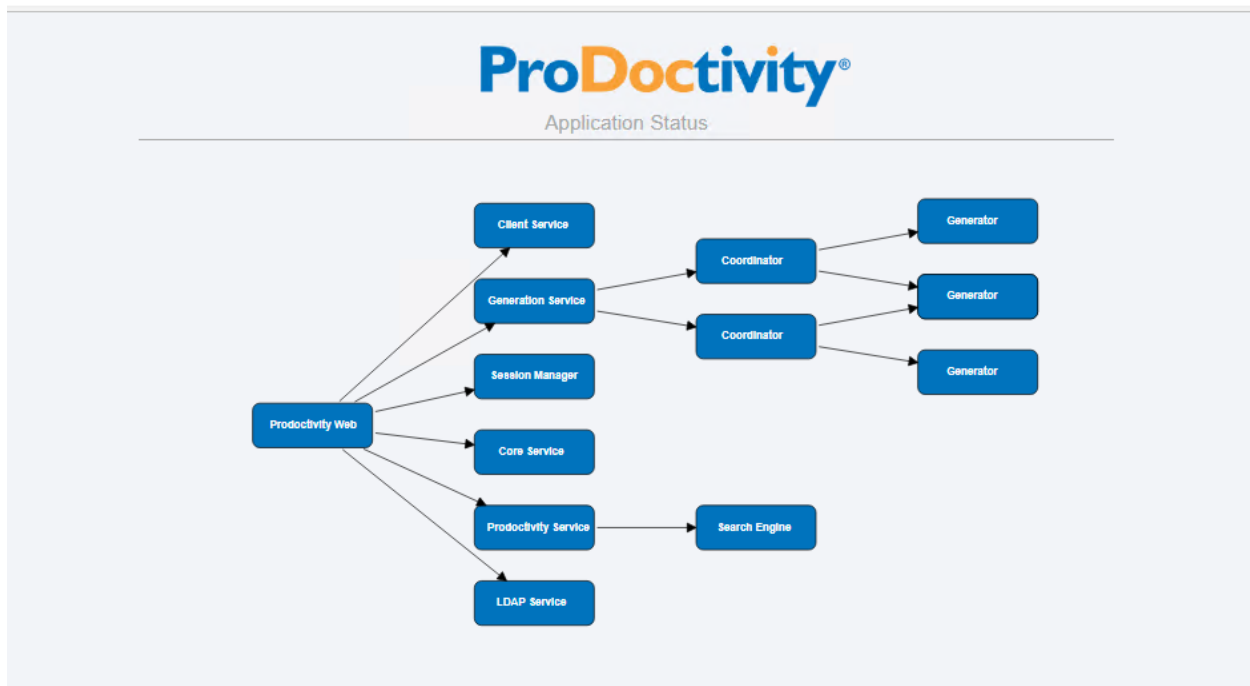 ProDoctivity®
Application Status
Client Service
Generation Service
Session Manager
Prodoctivity Web
Core Service
Prodoctivity Service
LDAP Service
Coordinator
Coordinator
Search Engine
Generator
Generator
Generator